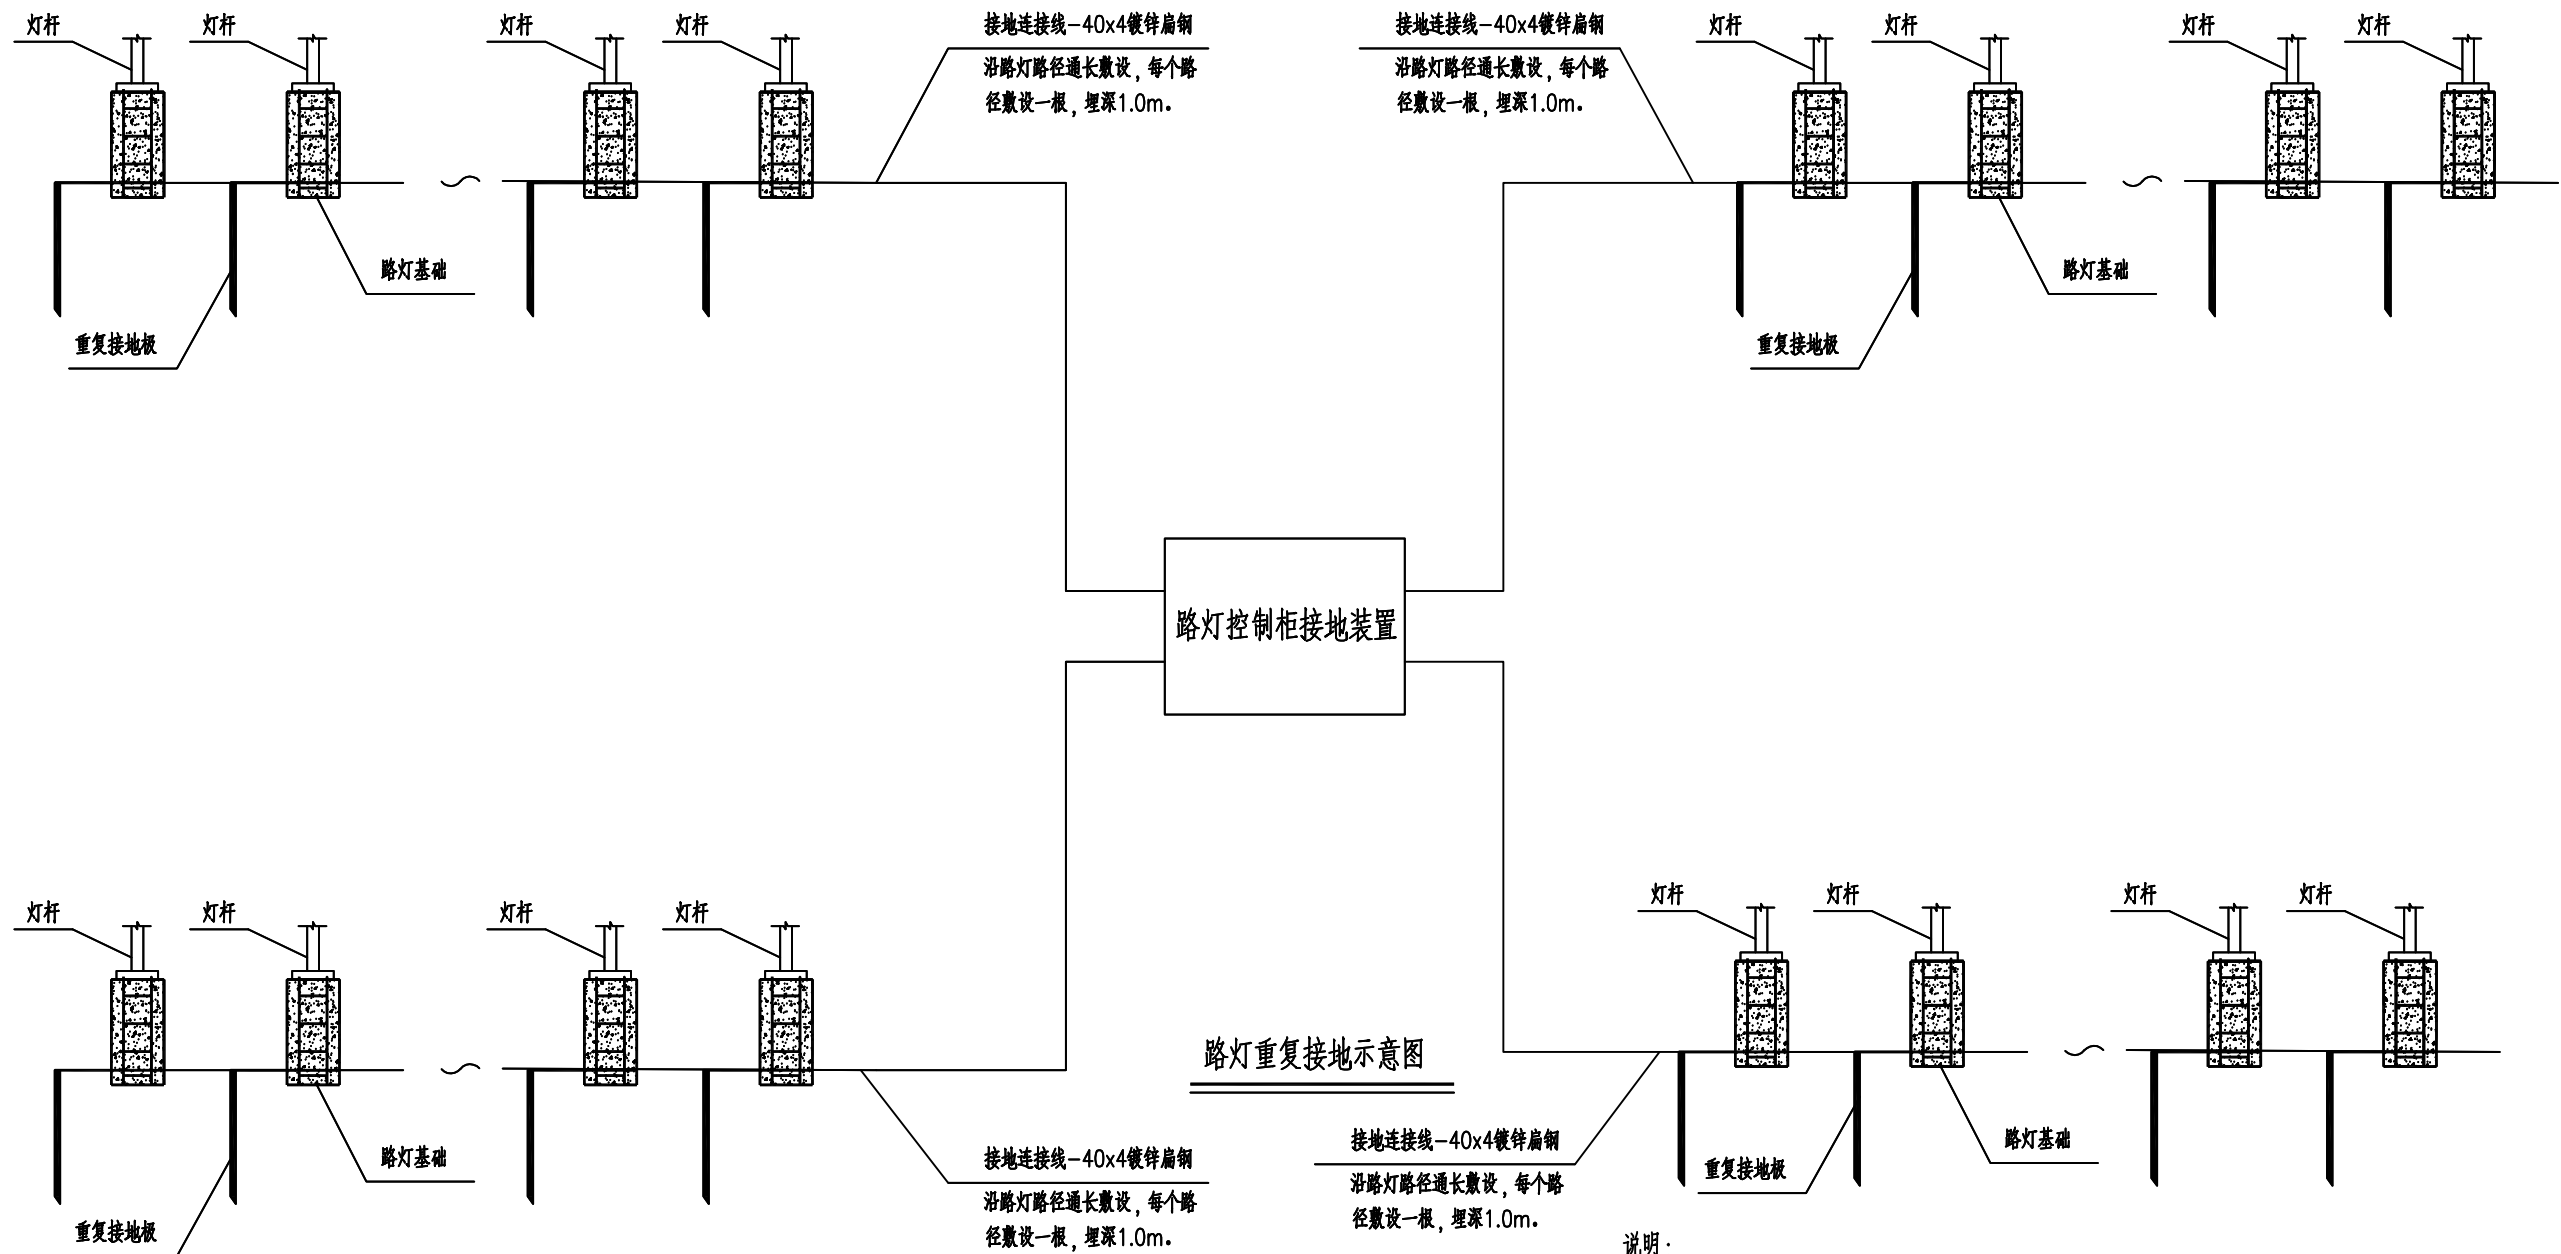 灯杆
灯杆
灯杆
灯杆
接地连接线-40x4镀锌扁钢
沿路灯路径通长敷设，每个路
径敷设一根，埋深1.0m。
路灯基础
重复接地极
接地连接线-40x4镀锌扁钢
沿路灯路径通长敷设，每个路
径敷设一根，埋深1.0m。
灯杆
灯杆
灯杆
灯杆
路灯基础
重复接地极
路灯控制柜接地装置
灯杆
灯杆
灯杆
灯杆
路灯基础
重复接地极
接地连接线-40x4镀锌扁钢
沿路灯路径通长敷设，每个路
径敷设一根，埋深1.0m。
路灯重复接地示意图
灯杆
灯杆
灯杆
灯杆
接地连接线-40x4镀锌扁钢
沿路灯路径通长敷设，每个路
径敷设一根，埋深1.0m。
重复接地极
路灯基础
说明：